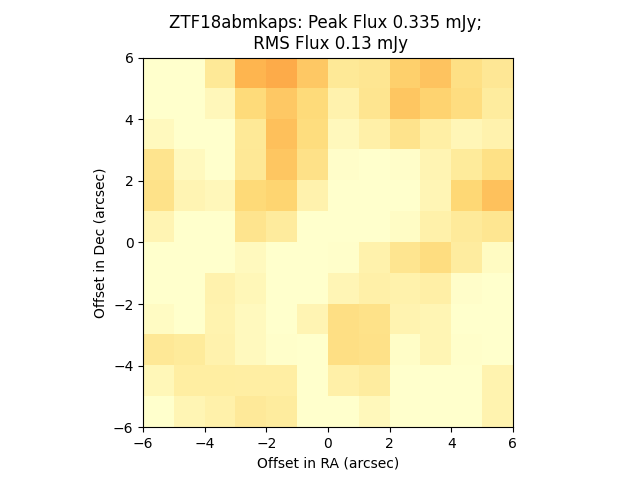 ZTF18abmkaps: Peak Flux 0.335 mJy;
RMS Flux 0.13 mJy
6
4
2
0
−2
−4
−6
Offset in Dec (arcsec)
−6 −4 −2 0 2 4 6
Offset in RA (arcsec)